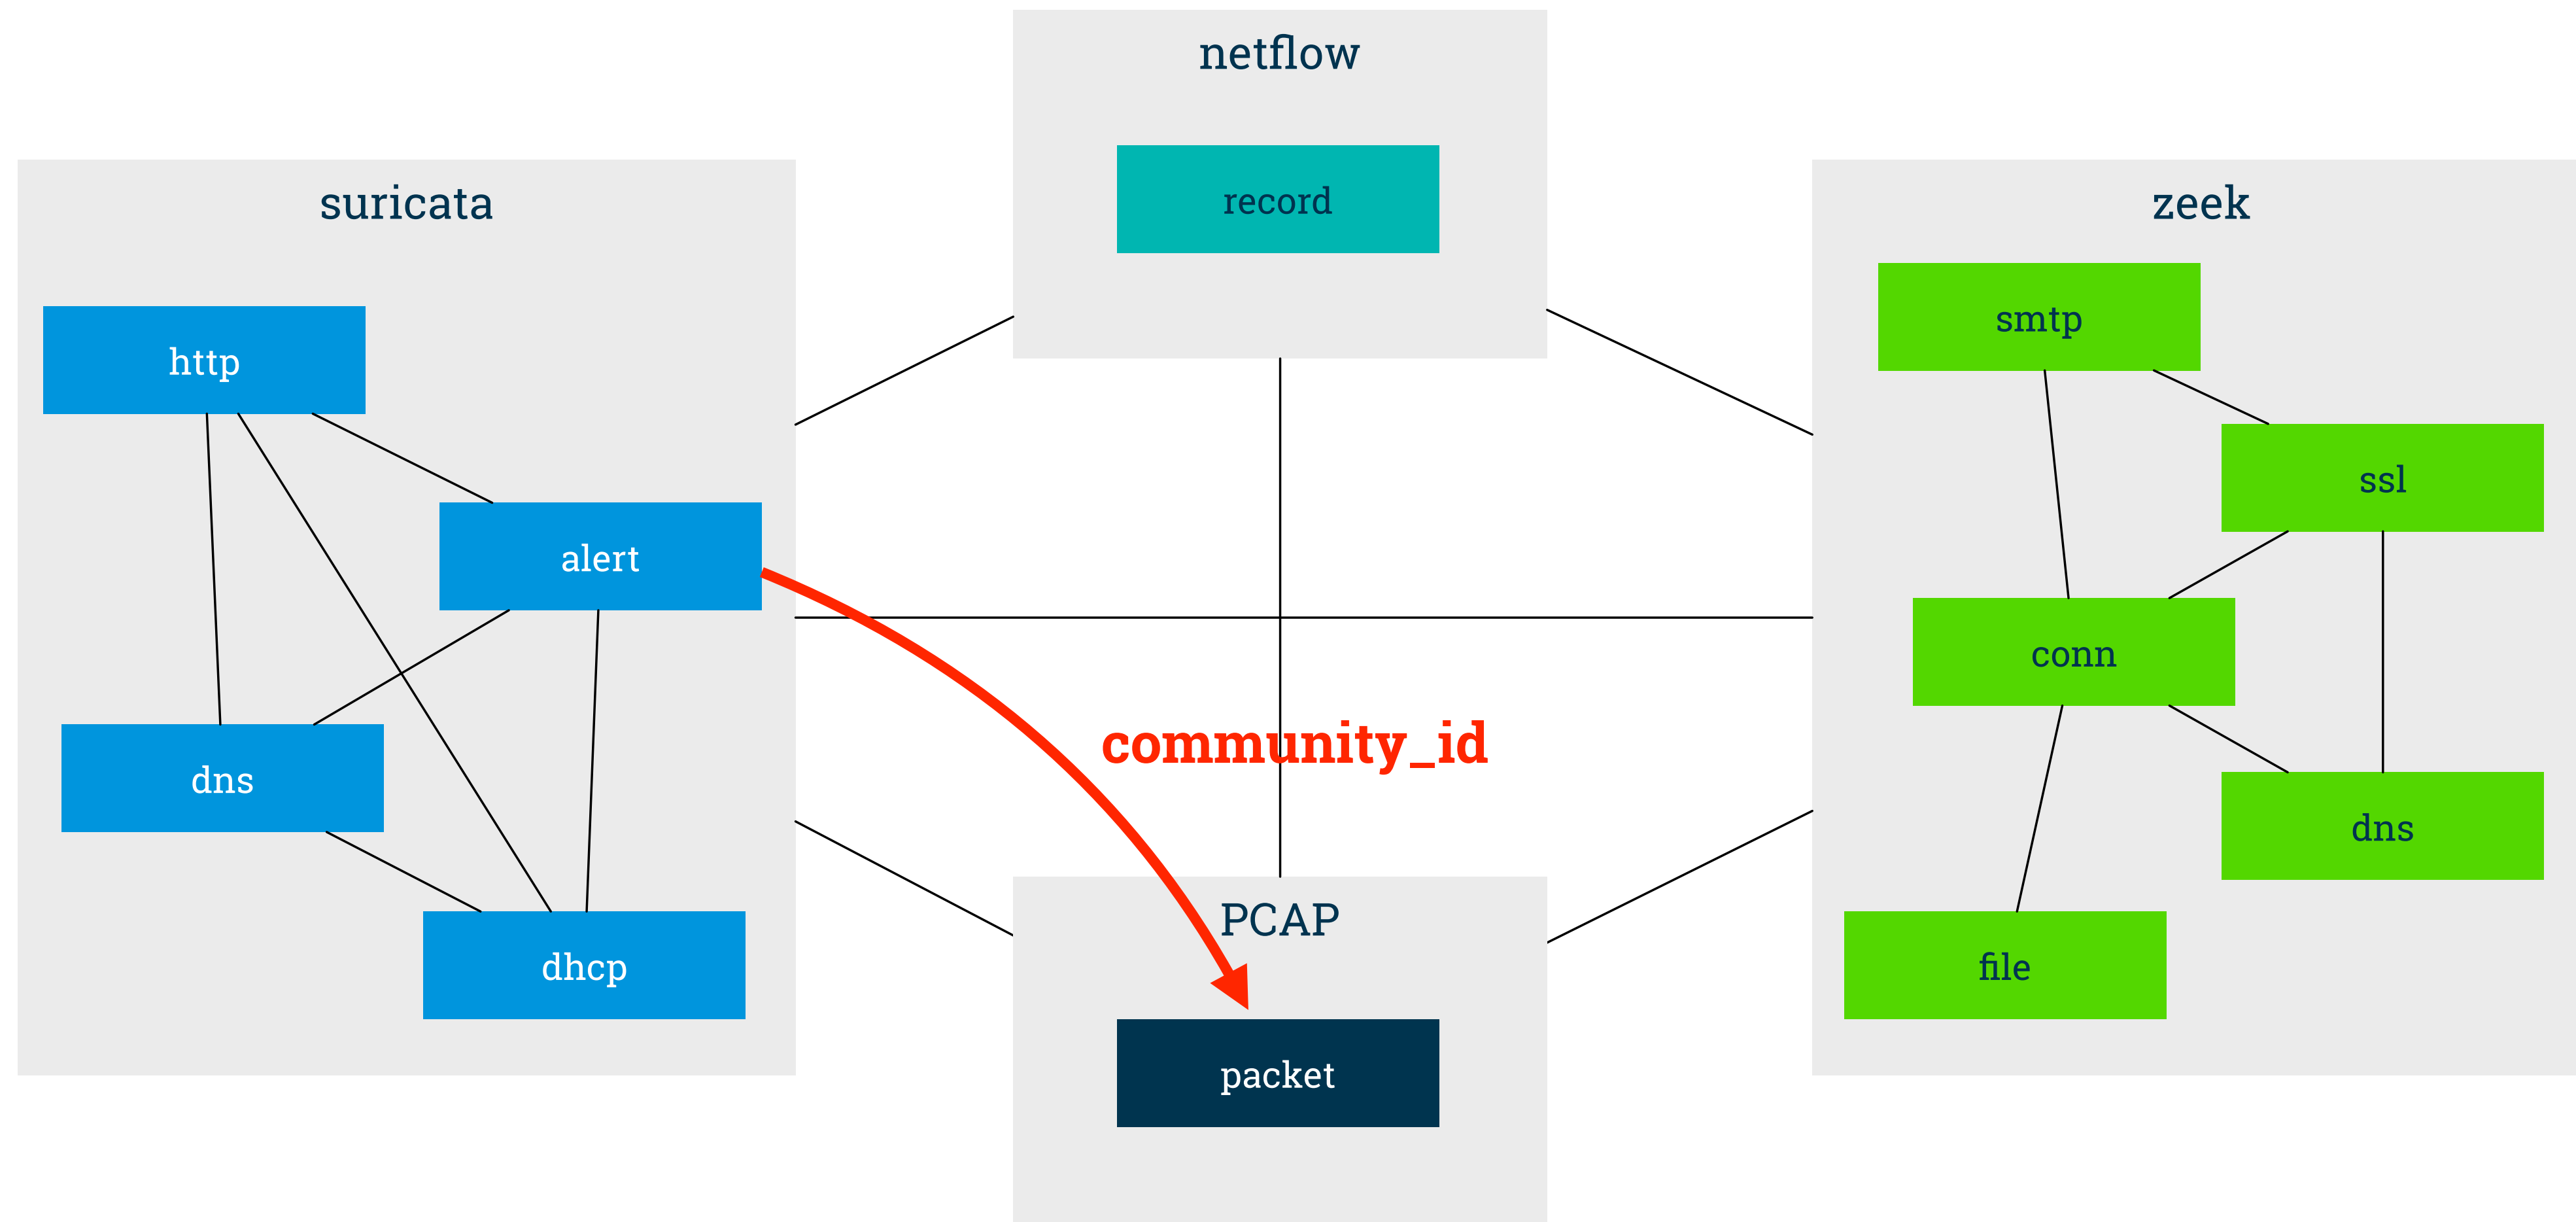 netflow
record
suricata
http
alert
dns
dhcp
community_id
PCAP
packet
zeek
smtp
ssl
conn
dns
file